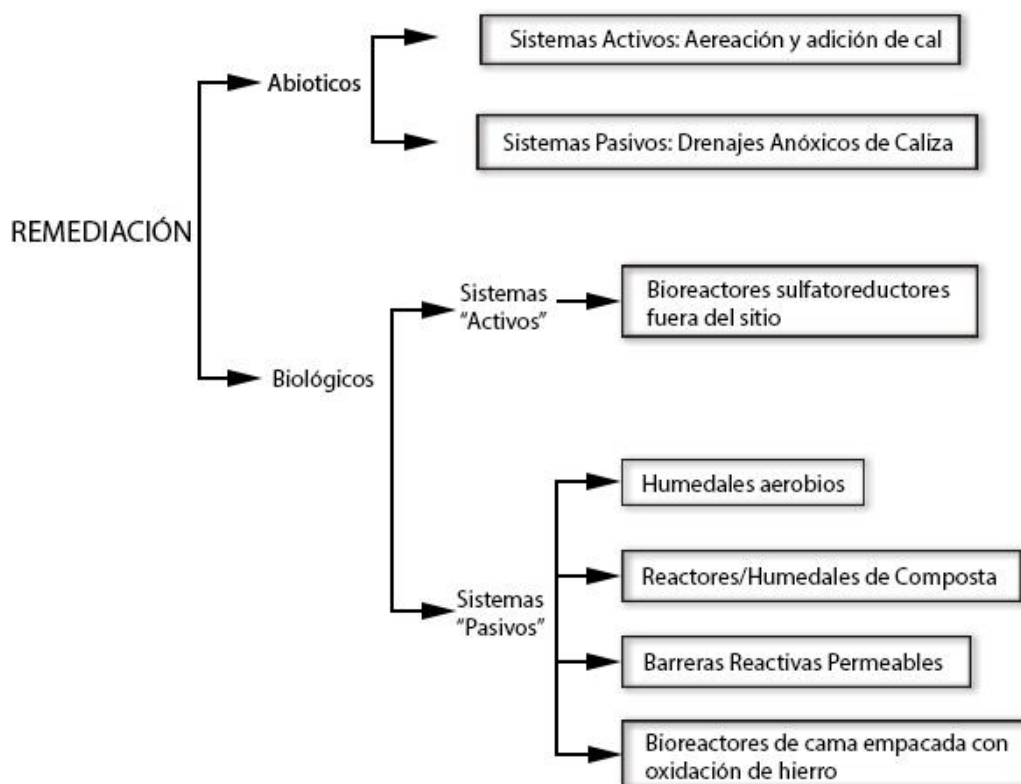 Sistemas Activos: Aereación y adición de cal
Abioticos
Sistemas Pasivos: Drenajes Anóxicos de Caliza
REMEDIACIÓN
Sistemas
"Activos"
Bioreactores sulfatoreductores
fuera del sitio
Biológicos
Humedales aerobios
Reactores/Humedales de Composta
Sistemas
"Pasivos"
Barreras Reactivas Permeables
Bioreactores de cama empacada con
oxidación de hierro